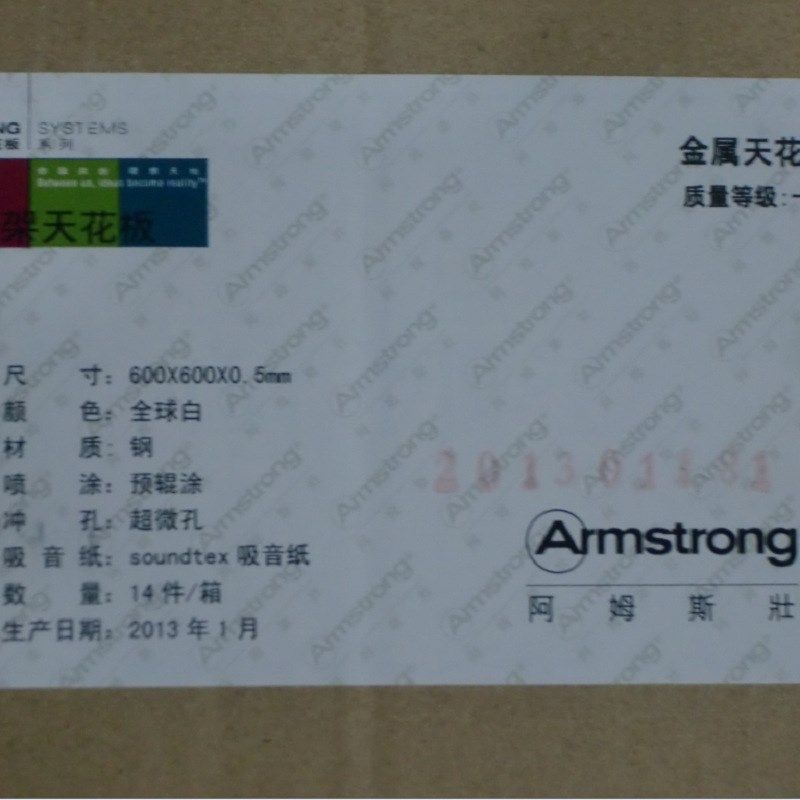 NG SYSTEMS
板 系列
Between us, ideas become reality™
架天花板
金属天花
质量等级:一
尺 寸: 600X600X0.5mm
颜 色: 全球白
材 质: 钢
喷 涂: 预辊涂
冲 孔: 超微孔
吸音纸: soundtex 吸音纸
数 量: 14 件/箱
生产日期: 2013 年 1 月
Armstrong
阿姆斯壮